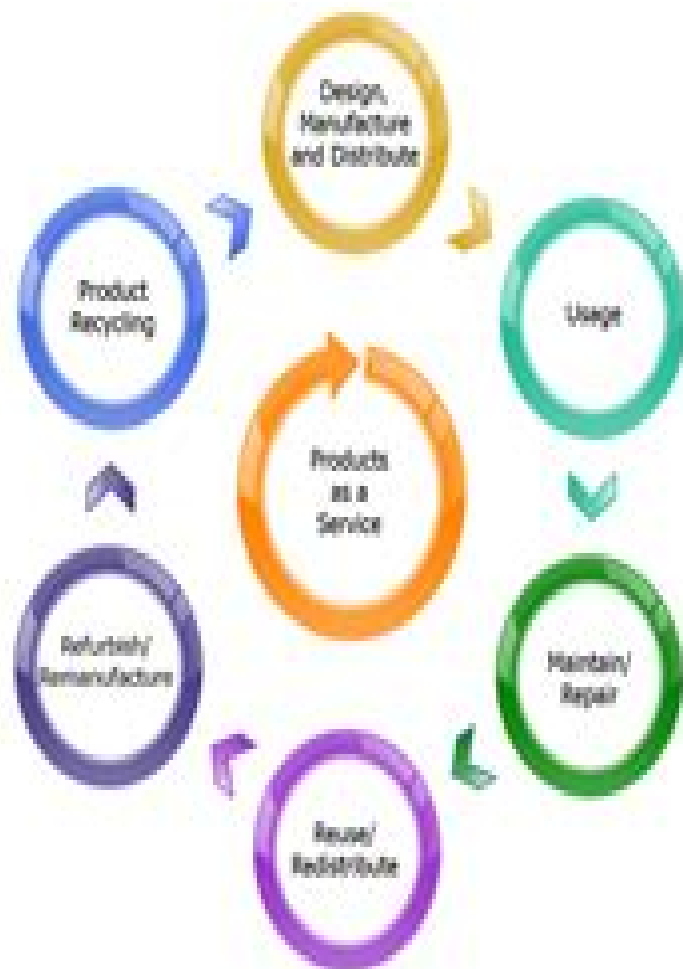 Design,
Manufacture
and Distribute
Usage
Maintain/
Repair
Reuse/
Redistribute
Refurbish/
Remanufacture
Product
Recycling
Products
as a
Service